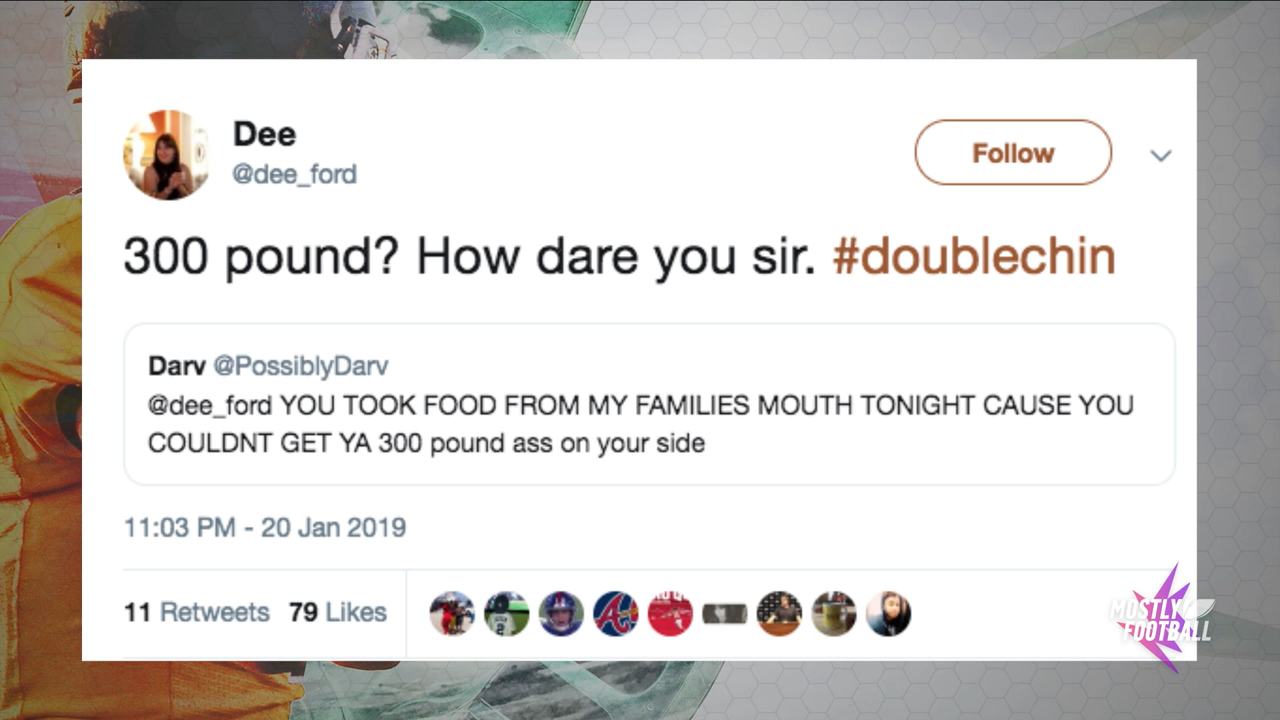 Dee
@dee_ford
Follow
300 pound? How dare you sir. #doublechin
Darv @PossiblyDarv
@dee_ford YOU TOOK FOOD FROM MY FAMILIES MOUTH TONIGHT CAUSE YOU
COULDNT GET YA 300 pound ass on your side
11:03 PM - 20 Jan 2019
11 Retweets 79 Likes
MOSTLY
FOOTBALL